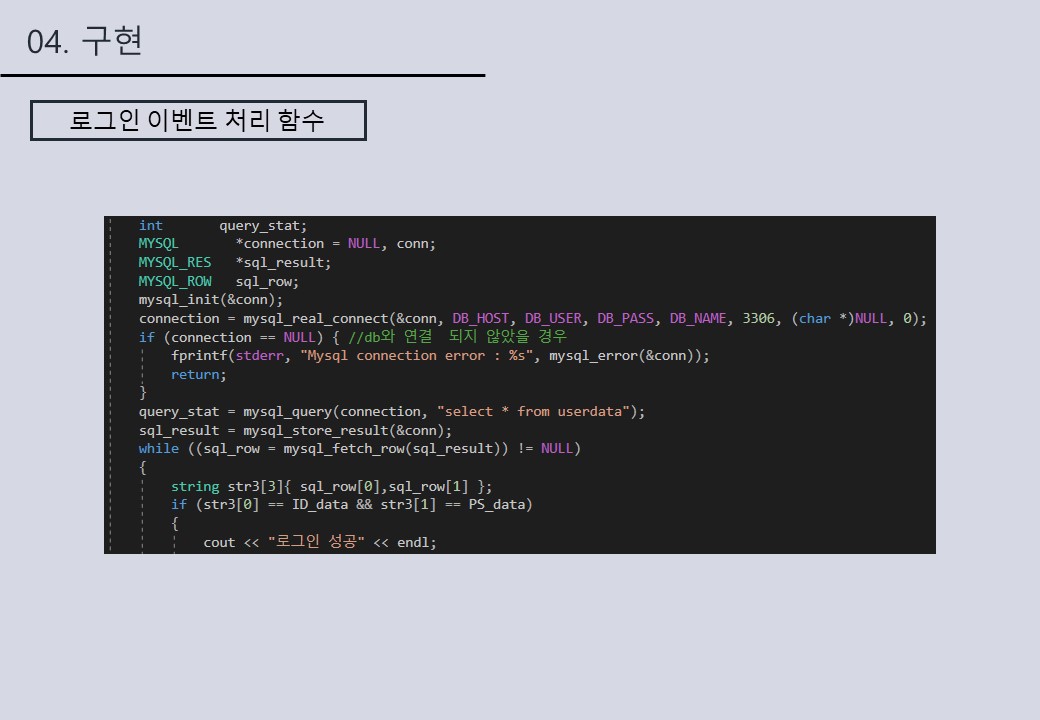 04. 구현
로그인 이벤트 처리 함수
int query_stat;
MYSQL *connection = NULL, conn;
MYSQL_RES *sql_result;
MYSQL_ROW sql_row;
mysql_init(&conn);
connection = mysql_real_connect(&conn, DB_HOST, DB_USER, DB_PASS, DB_NAME, 3306, (char *)NULL, 0);
if (connection == NULL) { //db와 연결 되지 않았을 경우
fprintf(stderr, "Mysql connection error : %s", mysql_error(&conn));
return;
}
query_stat = mysql_query(connection, "select * from userdata");
sql_result = mysql_store_result(&conn);
while ((sql_row = mysql_fetch_row(sql_result)) != NULL)
{
string str3[3]{ sql_row[0],sql_row[1] };
if (str3[0] == ID_data && str3[1] == PS_data)
{
cout << "로그인 성공" << endl;